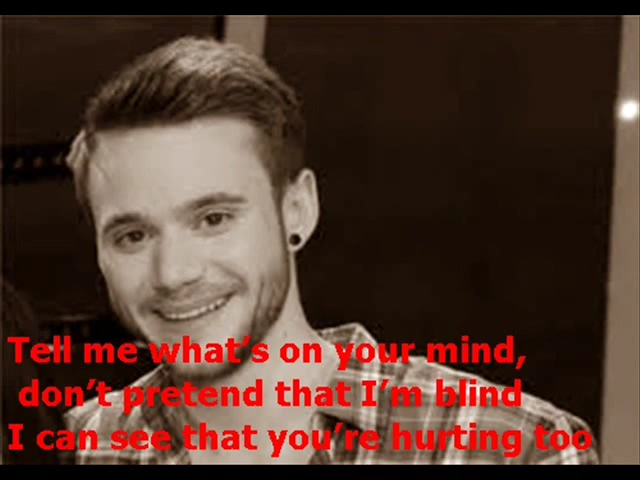 Tell me what's on your mind,
don't pretend that I'm blind
I can see that you're hurting too